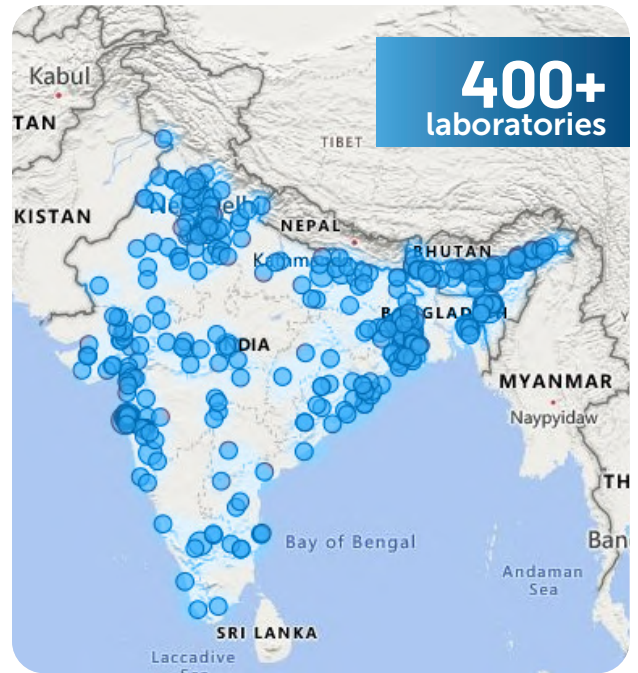 400+
laboratories
Kabul
TAN
TIBET
KISTAN
NEPAL
BHUTAN
DIA
MYANMAR
Naypyidaw
TH
Ban
Bay of Bengal
Andaman
Sea
SRI LANKA
Laccadive